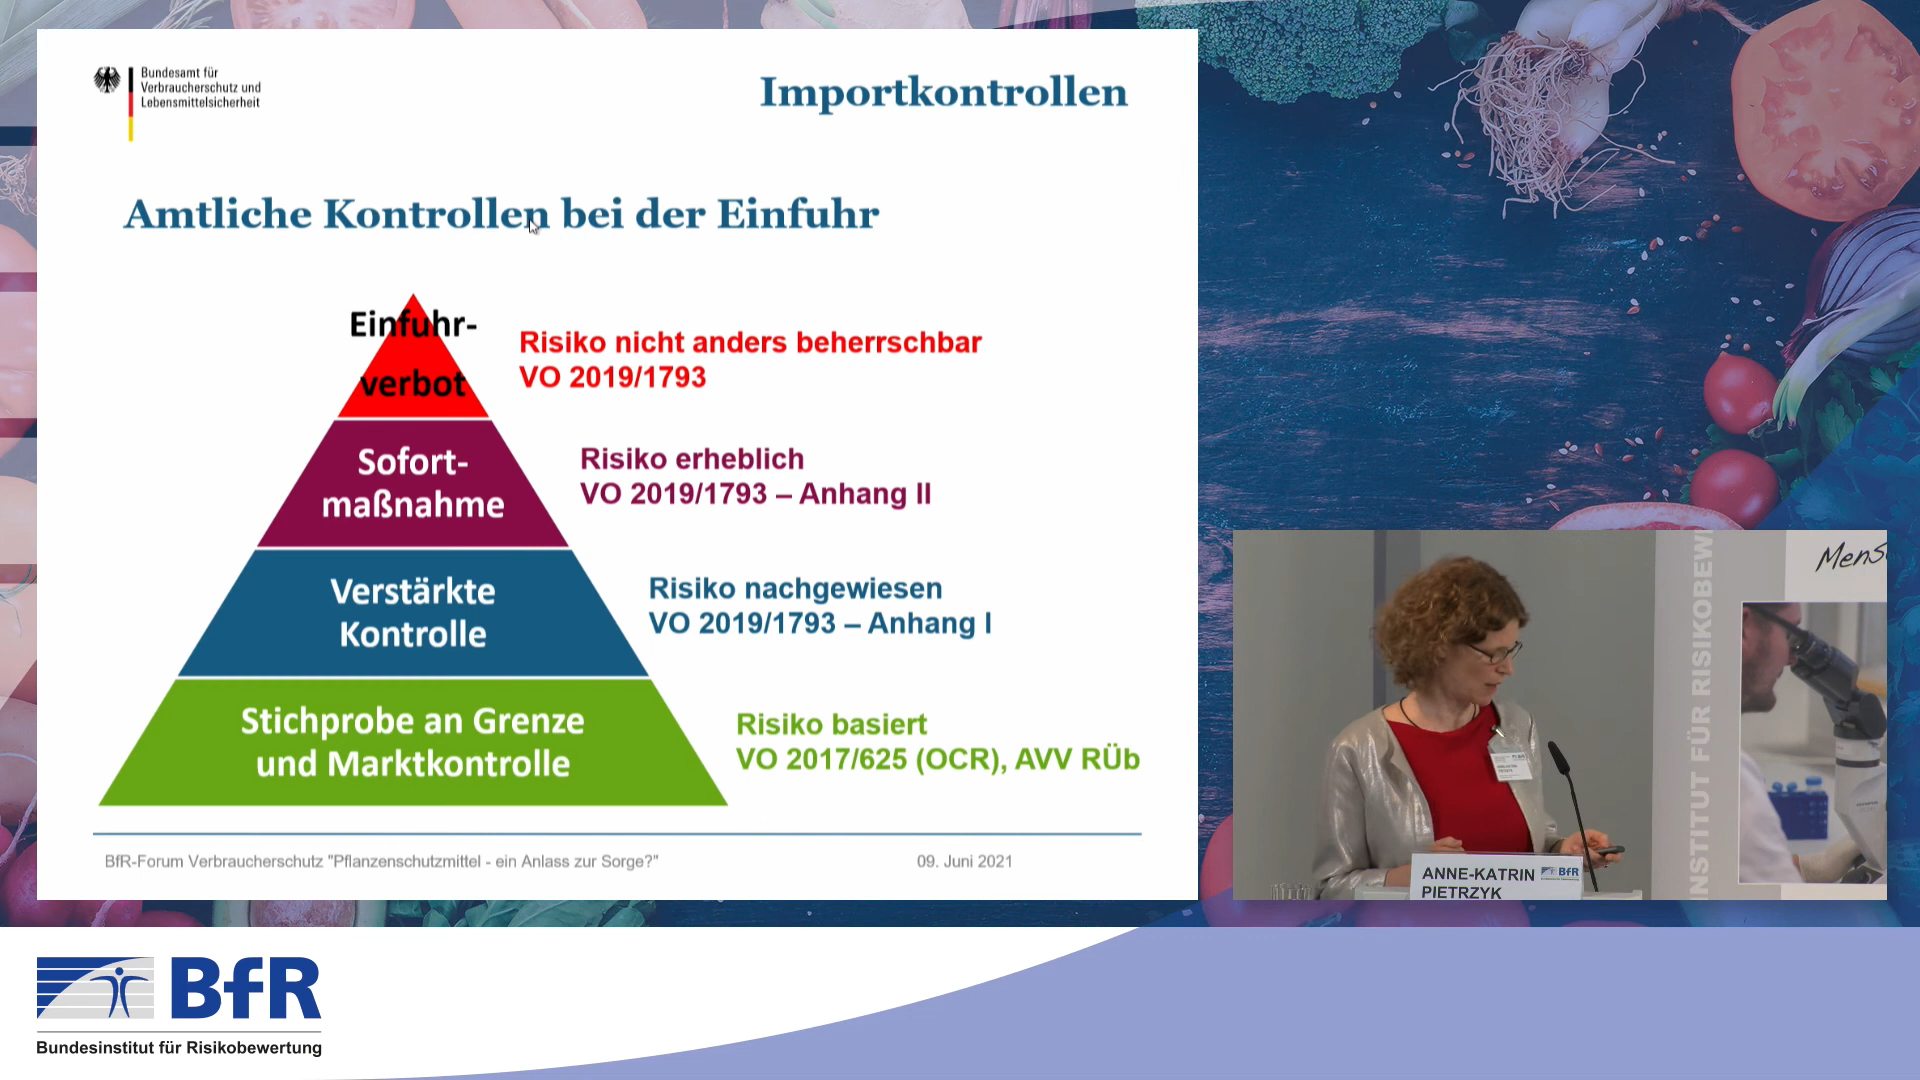 Bundesamt für
Verbraucherschutz und
Lebensmittelsicherheit
Importkontrollen
Amtliche Kontrollen bei der Einfuhr
Einfuhr-
verbot
Risiko nicht anders beherrschbar
VO 2019/1793
Sofort-
maßnahme
Risiko erheblich
VO 2019/1793 – Anhang II
Verstärkte
Kontrolle
Risiko nachgewiesen
VO 2019/1793 – Anhang I
Stichprobe an Grenze
und Marktkontrolle
Risiko basiert
VO 2017/625 (OCR), AVV RÜb
BfR-Forum Verbraucherschutz "Pflanzenschutzmittel - ein Anlass zur Sorge?"
09. Juni 2021
Mens
INSTITUT FÜR RISIKOBEW
ANNE-KATRIN
PIETRZYK
BfR
BfR
Bundesinstitut für Risikobewertung